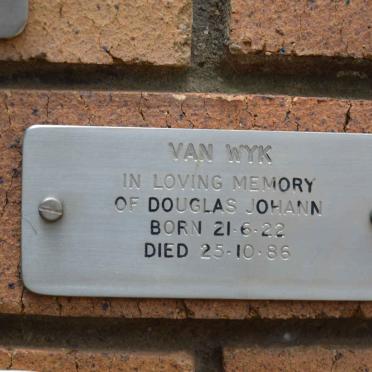 VAN WYK
IN LOVING MEMORY
OF DOUGLAS JOHANN
BORN 21-6-22
DIED 25-10-86